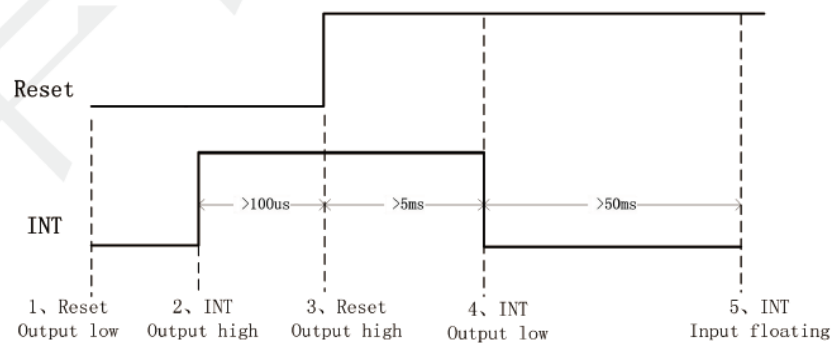 Reset
INT
>100us
>5ms
>50ms
1、Reset
Output low
2、INT
Output high
3、Reset
Output high
4、INT
Output low
5、INT
Input floating